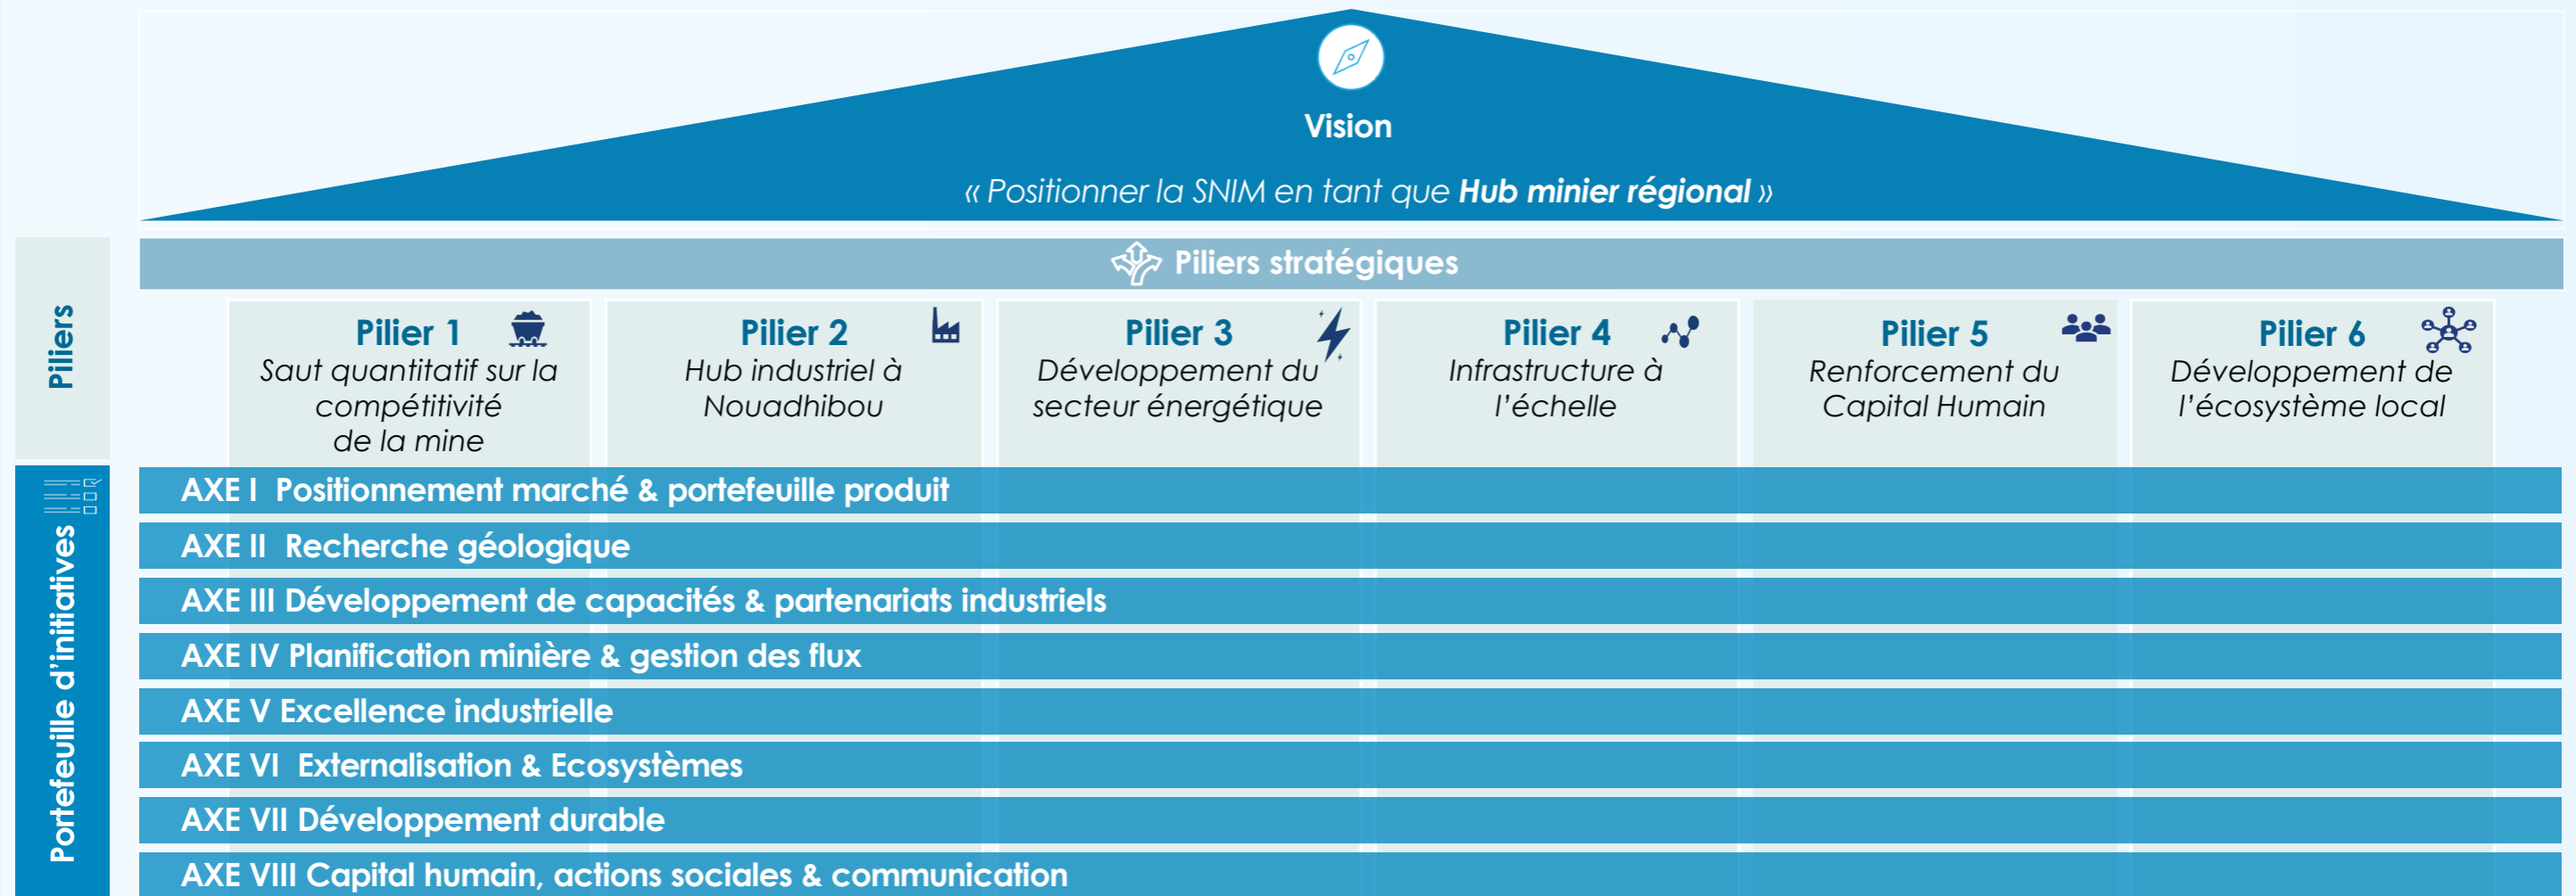 Vision
« Positionner la SNIM en tant que Hub minier régional »
Piliers stratégiques
Piliers
Pilier 1
Saut quantitatif sur la
compétitivité
de la mine
Pilier 2
Hub industriel à
Nouadhibou
Pilier 3
Développement du
secteur énergétique
Pilier 4
Infrastructure à
l'échelle
Pilier 5
Renforcement du
Capital Humain
Pilier 6
Développement de
l'écosystème local
Portefeuille d'initiatives
AXE I Positionnement marché & portefeuille produit
AXE II Recherche géologique
AXE III Développement de capacités & partenariats industriels
AXE IV Planification minière & gestion des flux
AXE V Excellence industrielle
AXE VI Externalisation & Ecosystèmes
AXE VII Développement durable
AXE VIII Capital humain, actions sociales & communication